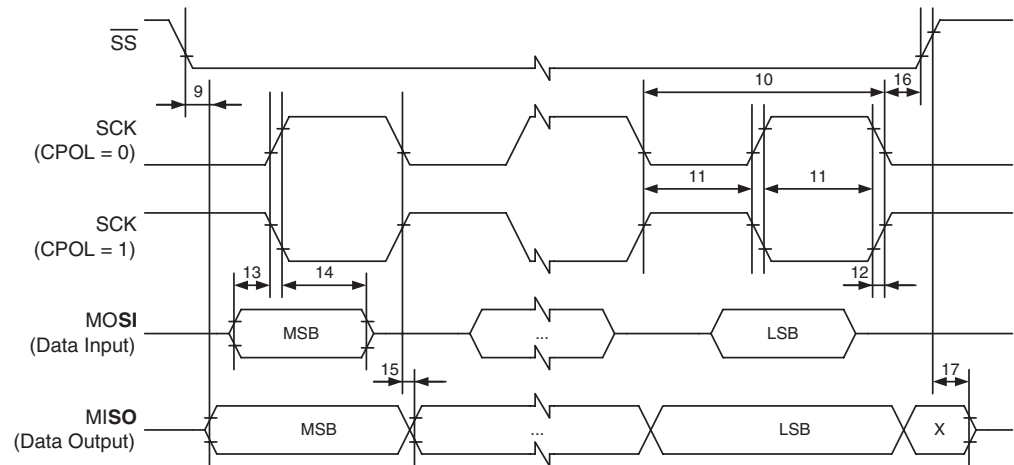 SS
10
16
9
SCK
(CPOL = 0)
11
11
SCK
(CPOL = 1)
13
14
12
MOSI
(Data Input)
MSB
...
LSB
15
17
MISO
(Data Output)
MSB
...
LSB
X